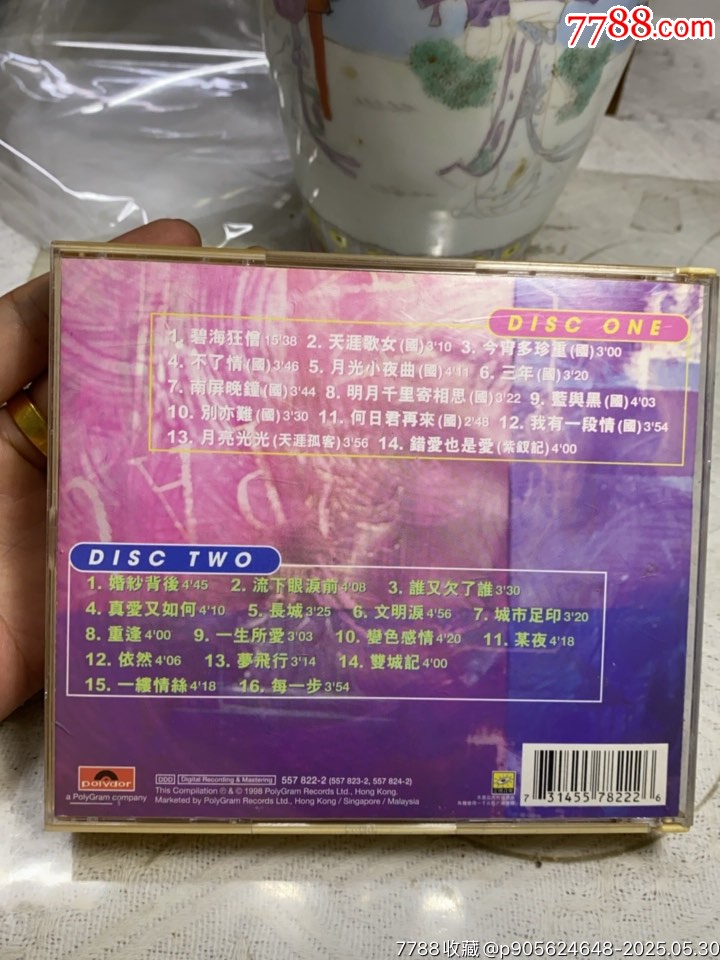 7788.com
DISC ONE
1. 碧海狂僧 15'38 2. 天涯歌女(國) 3'10 3. 今宵多珍重(國) 3'00
4. 不了情(國) 3'46 5. 月光小夜曲(國) 4'11 6. 三年(國) 3'20
7. 南屏晚鐘(國) 3'44 8. 明月千里寄相思(國) 3'22 9. 藍與黑(國) 4'03
10. 別亦難(國) 3'30 11. 何日君再來(國) 2'48 12. 我有一段情(國) 3'54
13. 月亮光光(天涯孤客) 3'56 14. 錯愛也是愛(紫釵記) 4'00
DISC TWO
1. 婚紗背後 4'45 2. 流下眼淚前 4'08 3. 誰又欠了誰 3'30
4. 真愛又如何 4'10 5. 長城 3'25 6. 文明淚 4'56 7. 城市足印 3'20
8. 重逢 4'00 9. 一生所愛 3'03 10. 變色感情 4'20 11. 某夜 4'18
12. 依然 4'06 13. 夢飛行 3'14 14. 雙城記 4'00
15. 一縷情絲 4'18 16. 每一步 3'54
polydor
a PolyGram company
DDD Digital Recording & Mastering 557 822-2 (557 823-2, 557 824-2)
This Compilation ℗ & © 1998 PolyGram Records Ltd., Hong Kong.
Marketed by PolyGram Records Ltd., Hong Kong / Singapore / Malaysia
7 31455 78222 6
7788收藏@p905624648-2025.05.30